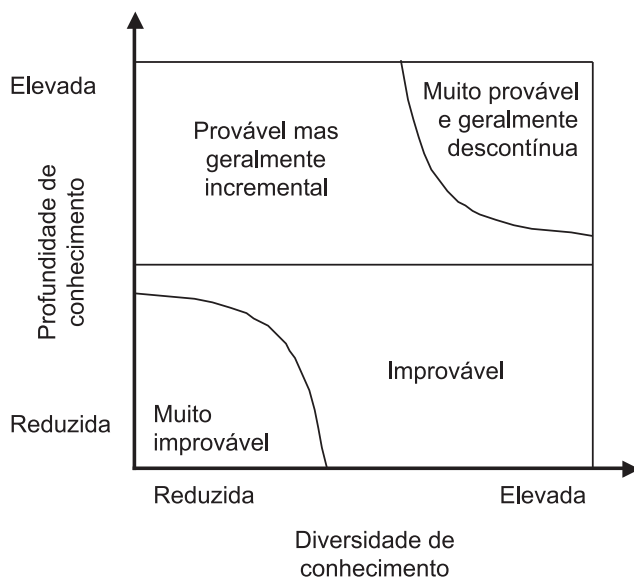 Elevada
Muito provável
e geralmente
descontínua
Provável mas
geralmente
incremental
Profundidade de
conhecimento
Improvável
Reduzida
Muito
improvável
Reduzida
Elevada
Diversidade de
conhecimento